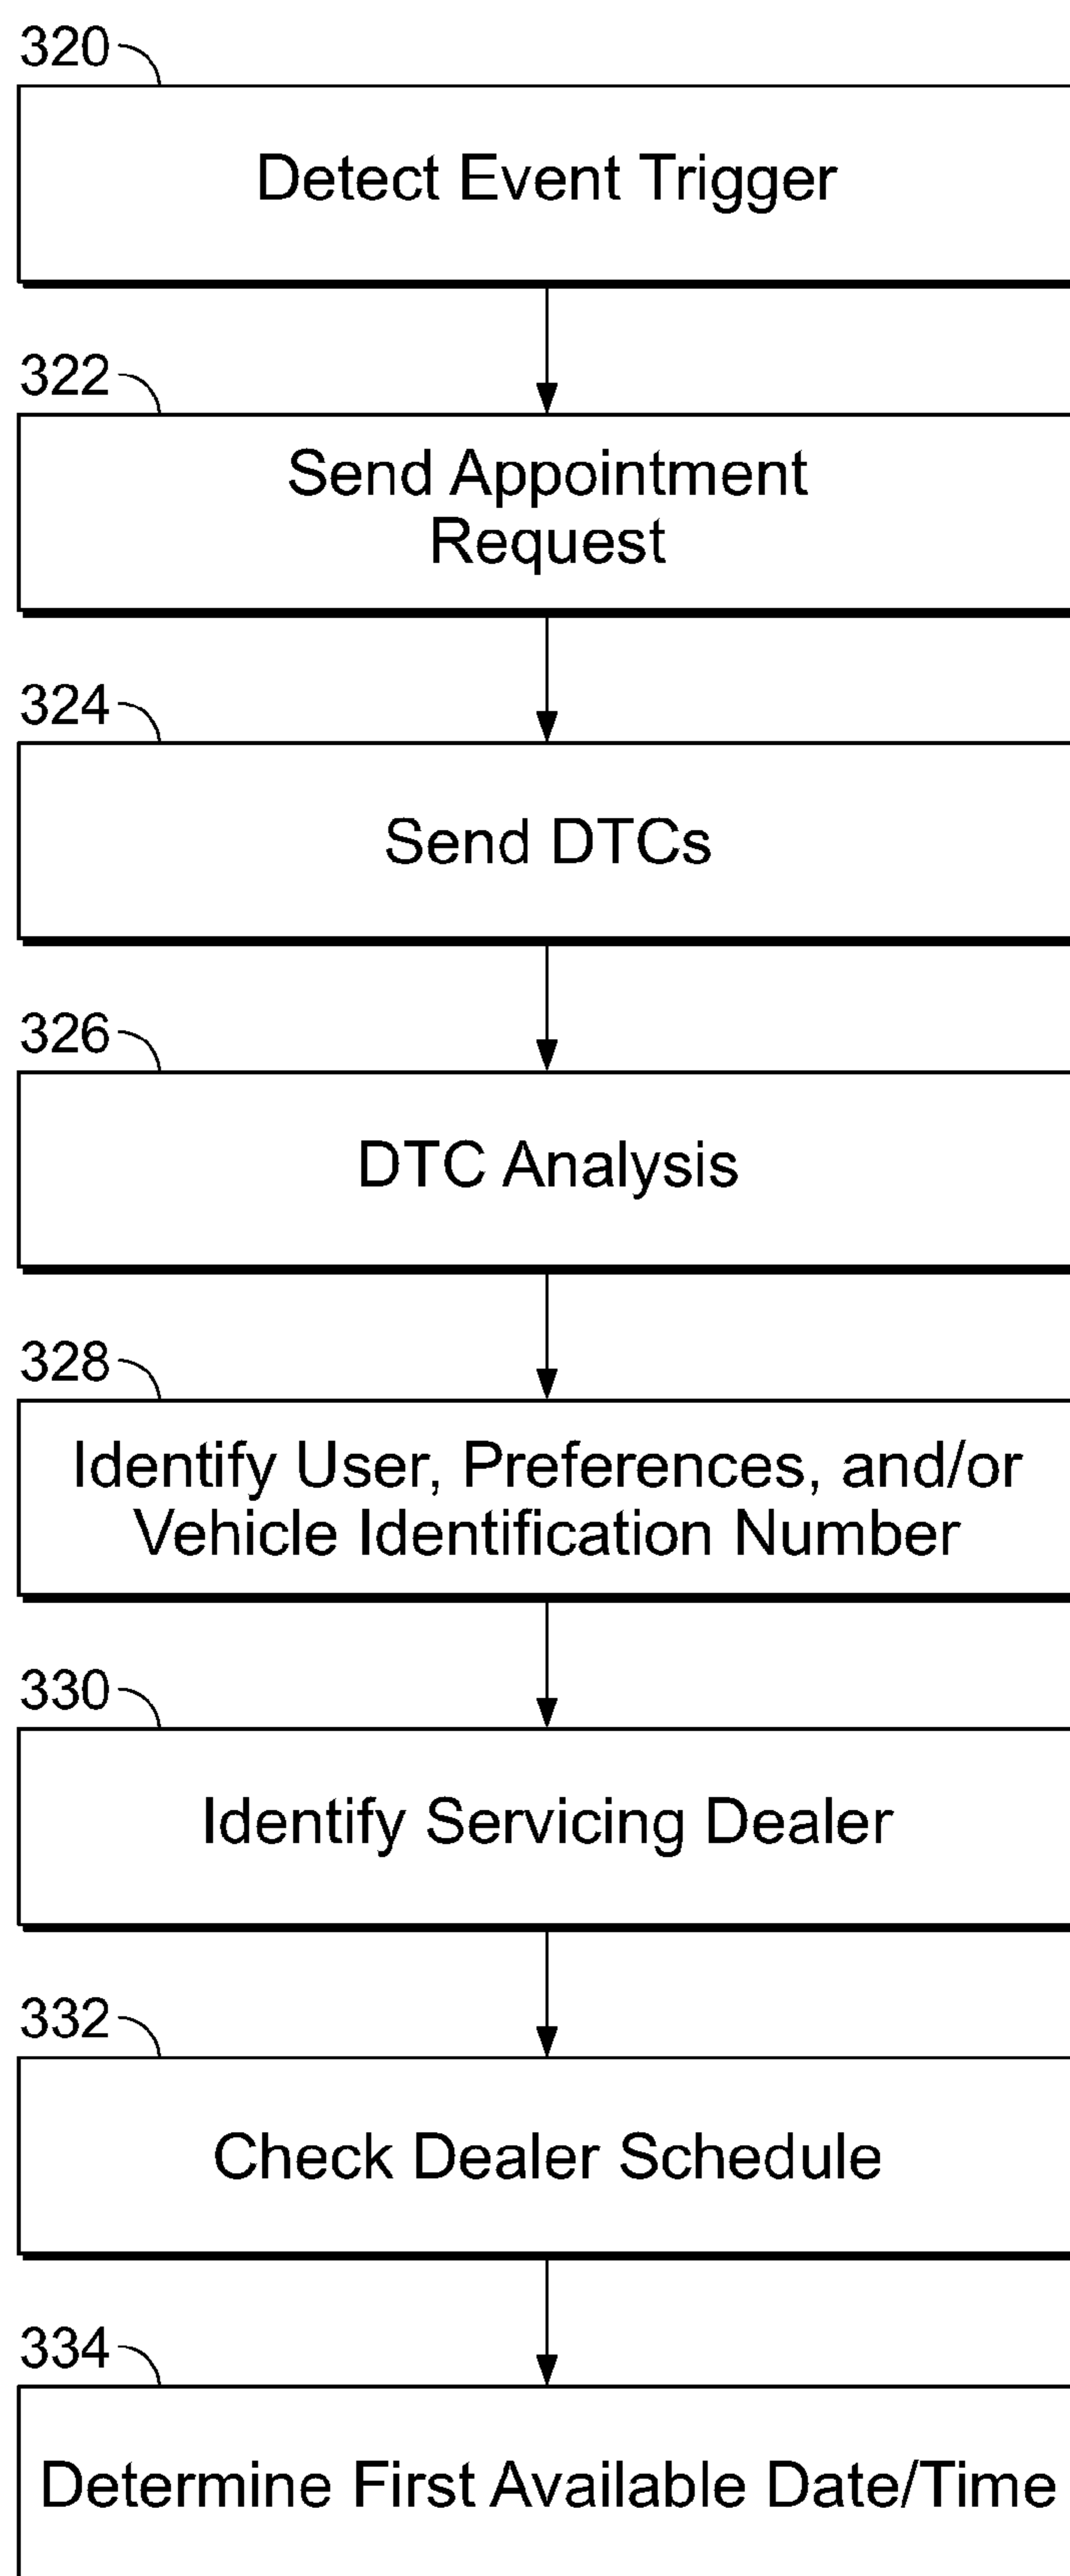 320
Detect Event Trigger
322
Send Appointment
Request
324
Send DTCs
326
DTC Analysis
328
Identify User, Preferences, and/or
Vehicle Identification Number
330
Identify Servicing Dealer
332
Check Dealer Schedule
334
Determine First Available Date/Time